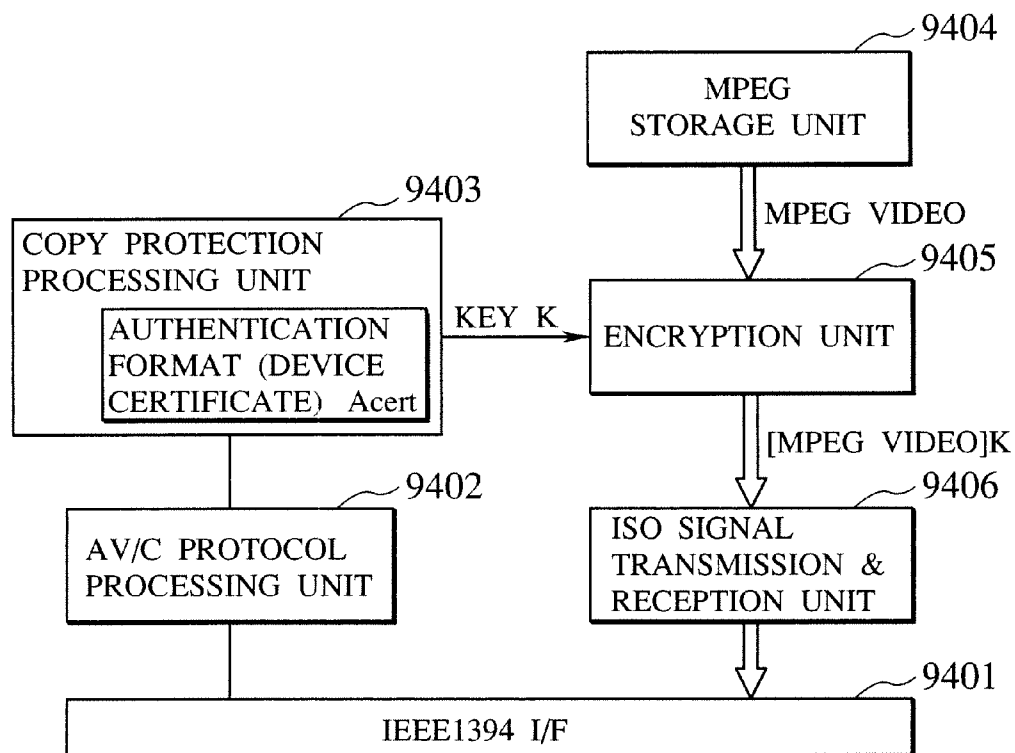 9404
MPEG
STORAGE UNIT
9403
MPEG VIDEO
COPY PROTECTION
PROCESSING UNIT
9405
KEY K
AUTHENTICATION
FORMAT (DEVICE
CERTIFICATE) Acert
ENCRYPTION UNIT
[MPEG VIDEO]K
9402
9406
AV/C PROTOCOL
PROCESSING UNIT
ISO SIGNAL
TRANSMISSION &
RECEPTION UNIT
9401
IEEE1394 I/F